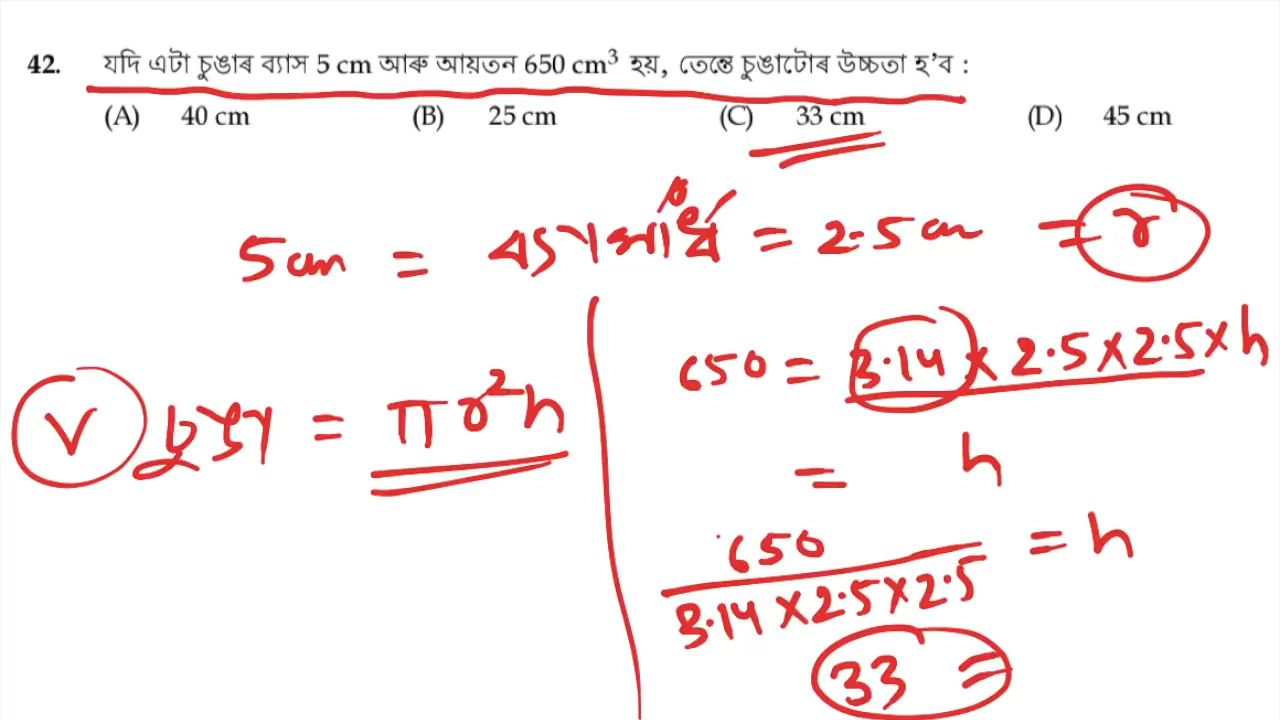 42. যদি এটা চুঙাৰ ব্যাস 5 cm আৰু আয়তন 650 cm³ হয়, তেন্তে চুঙাটোৰ উচ্চতা হ'ব :
(A) 40 cm (B) 25 cm (C) 33 cm (D) 45 cm
5 cm = = 2.5 cm = r
V চুঙা = πr²h
650 = 3.14 × 2.5 × 2.5 × h
= h
650 = h
3.14 × 2.5 × 2.5
33 =